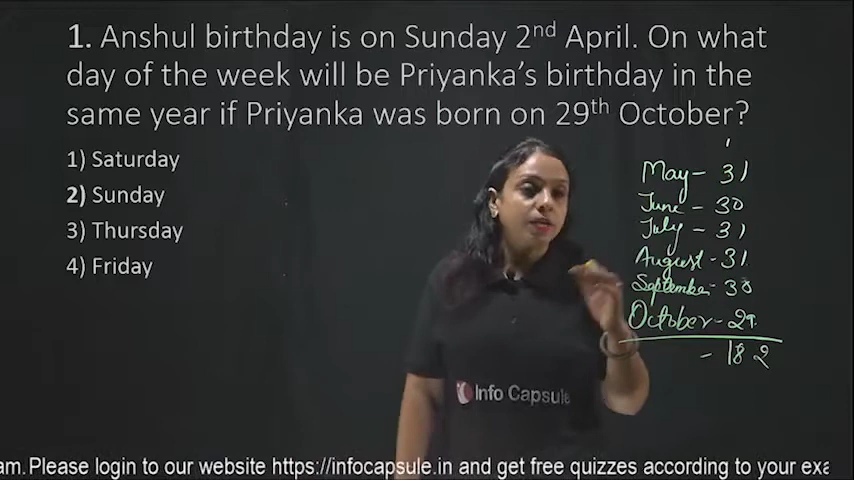 1. Anshul birthday is on Sunday 2nd April. On what
day of the week will be Priyanka's birthday in the
same year if Priyanka was born on 29th October?
1) Saturday
2) Sunday
3) Thursday
4) Friday
May - 31
June - 30
July - 31
August - 31
September - 30
October - 29
- 182
Info Capsule
am. Please login to our website https://infocapsule.in and get free quizzes according to your exa